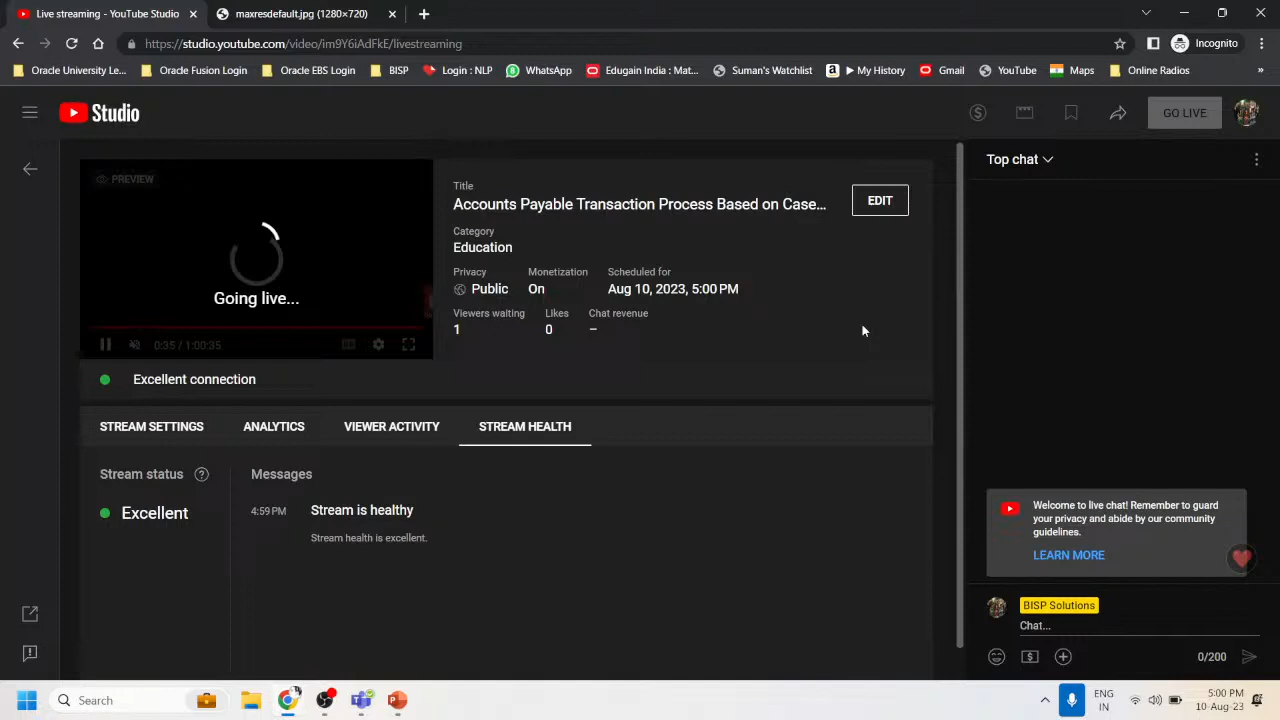 Live streaming - YouTube Studio
maxresdefault.jpg (1280×720)
https://studio.youtube.com/video/im9Y6iAdFkE/livestreaming
Incognito
Oracle University Le...
Oracle Fusion Login
Oracle EBS Login
BISP
Login : NLP
WhatsApp
Edugain India : Mat...
Suman's Watchlist
My History
Gmail
YouTube
Maps
Online Radios
»
Studio
GO LIVE
PREVIEW
Going live...
0:35 / 1:00:35
Title
Accounts Payable Transaction Process Based on Case...
EDIT
Category
Education
Privacy Monetization Scheduled for
Public On Aug 10, 2023, 5:00 PM
Viewers waiting Likes Chat revenue
1 0 –
Excellent connection
STREAM SETTINGS ANALYTICS VIEWER ACTIVITY STREAM HEALTH
Stream status Messages
Excellent
4:59 PM Stream is healthy
Stream health is excellent.
Top chat
Welcome to live chat! Remember to guard
your privacy and abide by our community
guidelines.
LEARN MORE
BISP Solutions
Chat...
0/200
Search
ENG
IN
5:00 PM
10-Aug-23